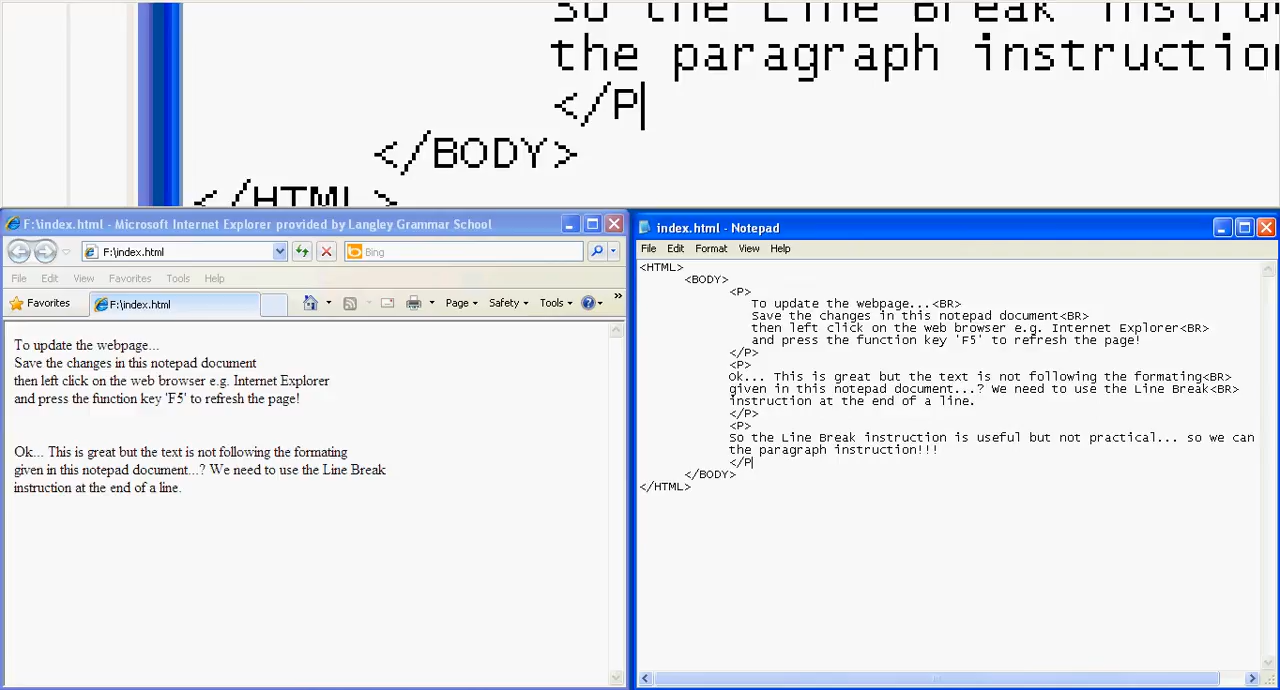 so the Line Break instru
the paragraph instruction
</P
</BODY>
</HTML>
F:\index.html - Microsoft Internet Explorer provided by Langley Grammar School
F:\index.html
Bing
File Edit View Favorites Tools Help
Favorites F:\index.html Page Safety Tools »
To update the webpage...
Save the changes in this notepad document
then left click on the web browser e.g. Internet Explorer
and press the function key 'F5' to refresh the page!
Ok... This is great but the text is not following the formating
given in this notepad document...? We need to use the Line Break
instruction at the end of a line.
index.html - Notepad
File Edit Format View Help
<HTML>
<BODY>
<P>
To update the webpage...<BR>
Save the changes in this notepad document<BR>
then left click on the web browser e.g. Internet Explorer<BR>
and press the function key 'F5' to refresh the page!
</P>
<P>
Ok... This is great but the text is not following the formating<BR>
given in this notepad document...? We need to use the Line Break<BR>
instruction at the end of a line.
</P>
<P>
So the Line Break instruction is useful but not practical... so we can
the paragraph instruction!!!
</P
</BODY>
</HTML>